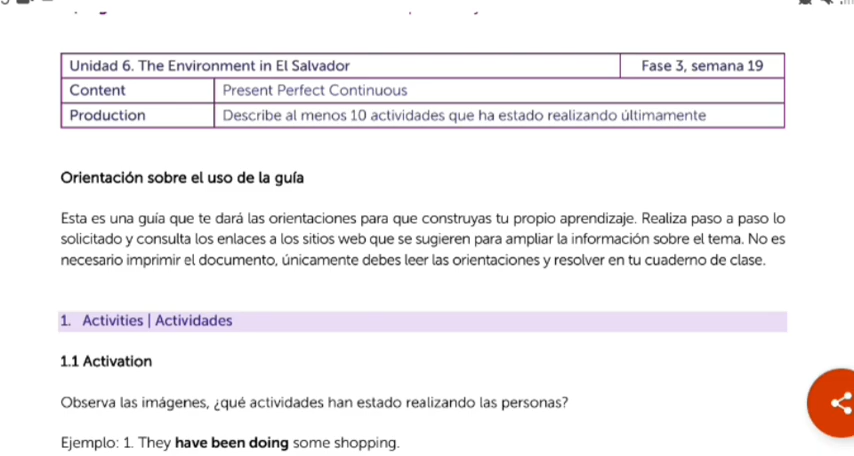 Unidad 6. The Environment in El Salvador Fase 3, semana 19
Content Present Perfect Continuous
Production Describe al menos 10 actividades que ha estado realizando últimamente
Orientación sobre el uso de la guía
Esta es una guía que te dará las orientaciones para que construyas tu propio aprendizaje. Realiza paso a paso lo
solicitado y consulta los enlaces a los sitios web que se sugieren para ampliar la información sobre el tema. No es
necesario imprimir el documento, únicamente debes leer las orientaciones y resolver en tu cuaderno de clase.
1. Activities | Actividades
1.1 Activation
Observa las imágenes, ¿qué actividades han estado realizando las personas?
Ejemplo: 1. They have been doing some shopping.